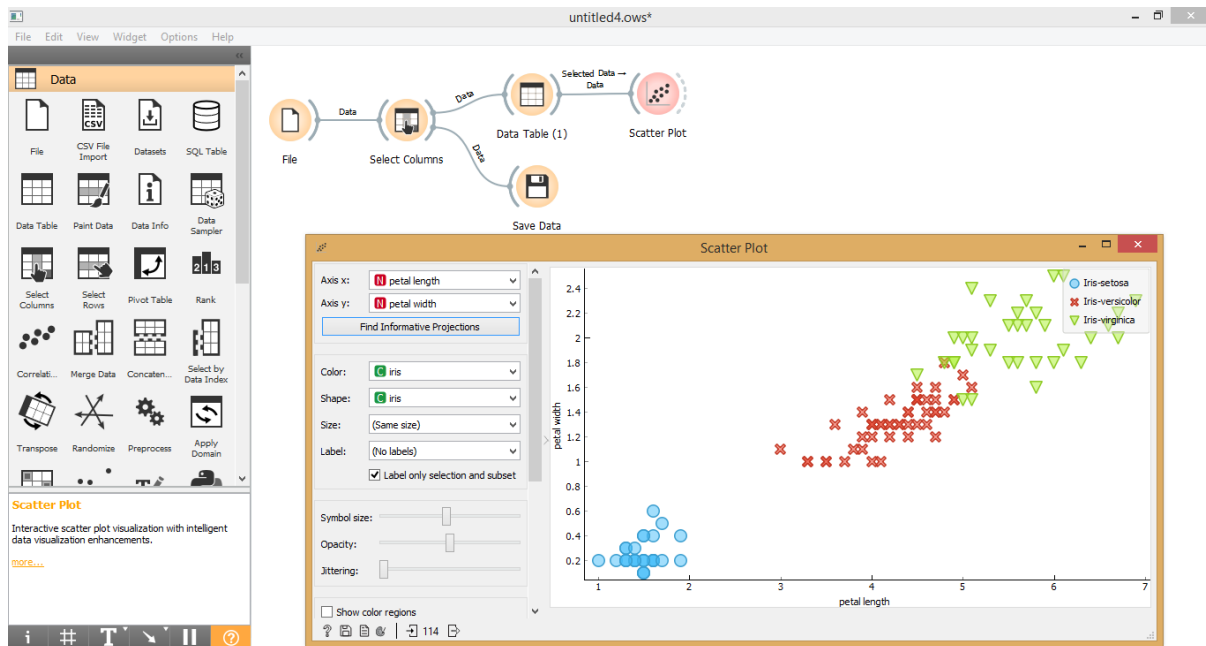 untitled4.ows*
File Edit View Widget Options Help
Data
File
CSV File
Import
Datasets
SQL Table
Data Table
Paint Data
Data Info
Data
Sampler
Select
Columns
Select
Rows
Pivot Table
Rank
Correlati...
Merge Data
Concaten...
Select by
Data Index
Transpose
Randomize
Preprocess
Apply
Domain
Scatter Plot
Interactive scatter plot visualization with intelligent
data visualization enhancements.
more...
File
Data
Select Columns
Data
Data Table (1)
Selected Data →
Data
Scatter Plot
Data
Save Data
Scatter Plot
Axis x: N petal length
Axis y: N petal width
Find Informative Projections
Color: C iris
Shape: C iris
Size: (Same size)
Label: (No labels)
Label only selection and subset
Symbol size:
Opacity:
Jittering:
Show color regions
114
petal width
2.4
2.2
2
1.8
1.6
1.4
1.2
1
0.8
0.6
0.4
0.2
1 2 3 4 5 6 7
petal length
Iris-setosa
Iris-versicolor
Iris-virginica